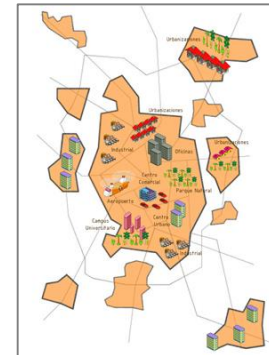 Urbanizaciones
Urbanizaciones
Industrial
Oficinas
Urbanizaciones
Centro
Comercial
Parque Natural
Aeropuerto
Campus
Universitario
Centro
Urbano
Industrial